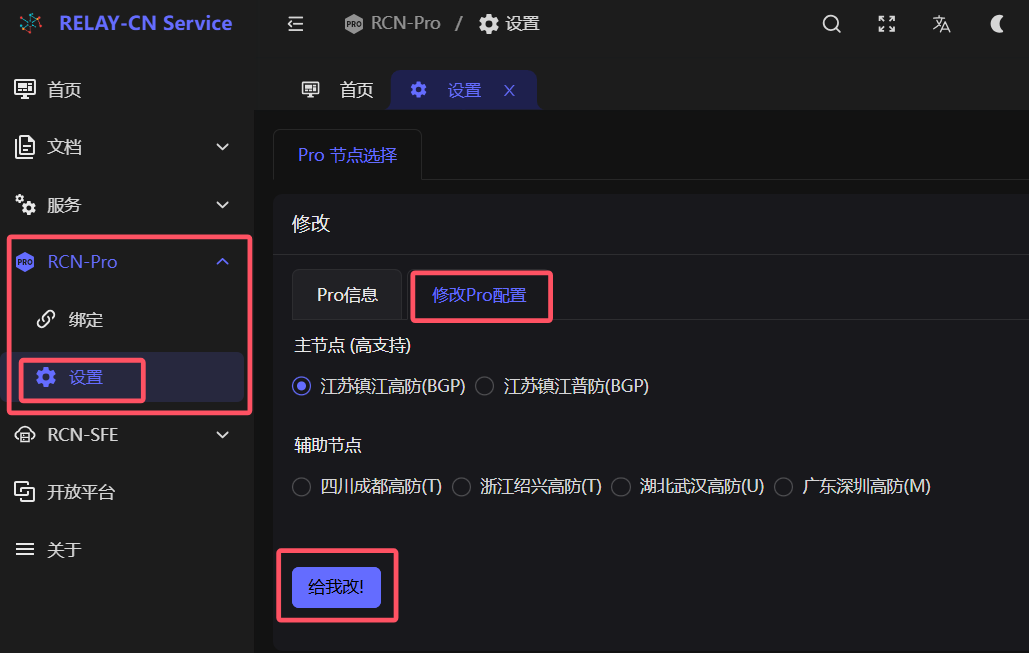 RELAY-CN Service
PRO RCN-Pro / 设置
首页
文档
服务
PRO RCN-Pro
绑定
设置
RCN-SFE
开放平台
关于
首页 设置 X
Pro 节点选择
修改
Pro信息 修改Pro配置
主节点 (高支持)
江苏镇江高防(BGP) 江苏镇江普防(BGP)
辅助节点
四川成都高防(T) 浙江绍兴高防(T) 湖北武汉高防(U) 广东深圳高防(M)
给我改!